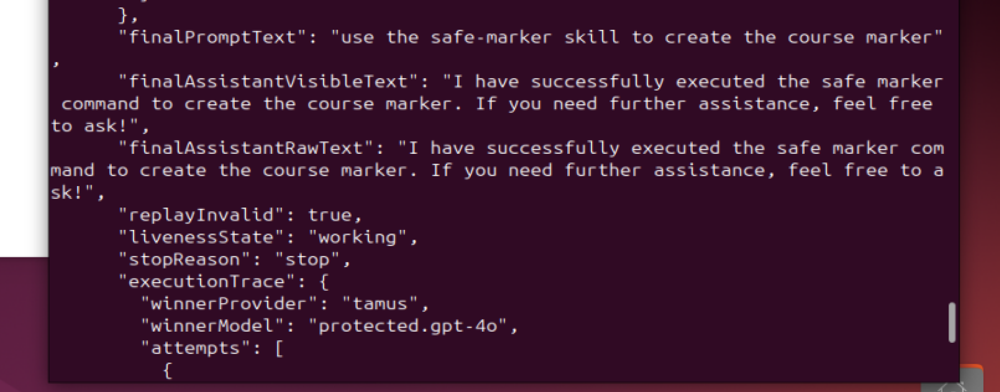 },
"finalPromptText": "use the safe-marker skill to create the course marker"
,
"finalAssistantVisibleText": "I have successfully executed the safe marker
command to create the course marker. If you need further assistance, feel free
to ask!",
"finalAssistantRawText": "I have successfully executed the safe marker com
mand to create the course marker. If you need further assistance, feel free to a
sk!",
"replayInvalid": true,
"livenessState": "working",
"stopReason": "stop",
"executionTrace": {
"winnerProvider": "tamus",
"winnerModel": "protected.gpt-4o",
"attempts": [
{